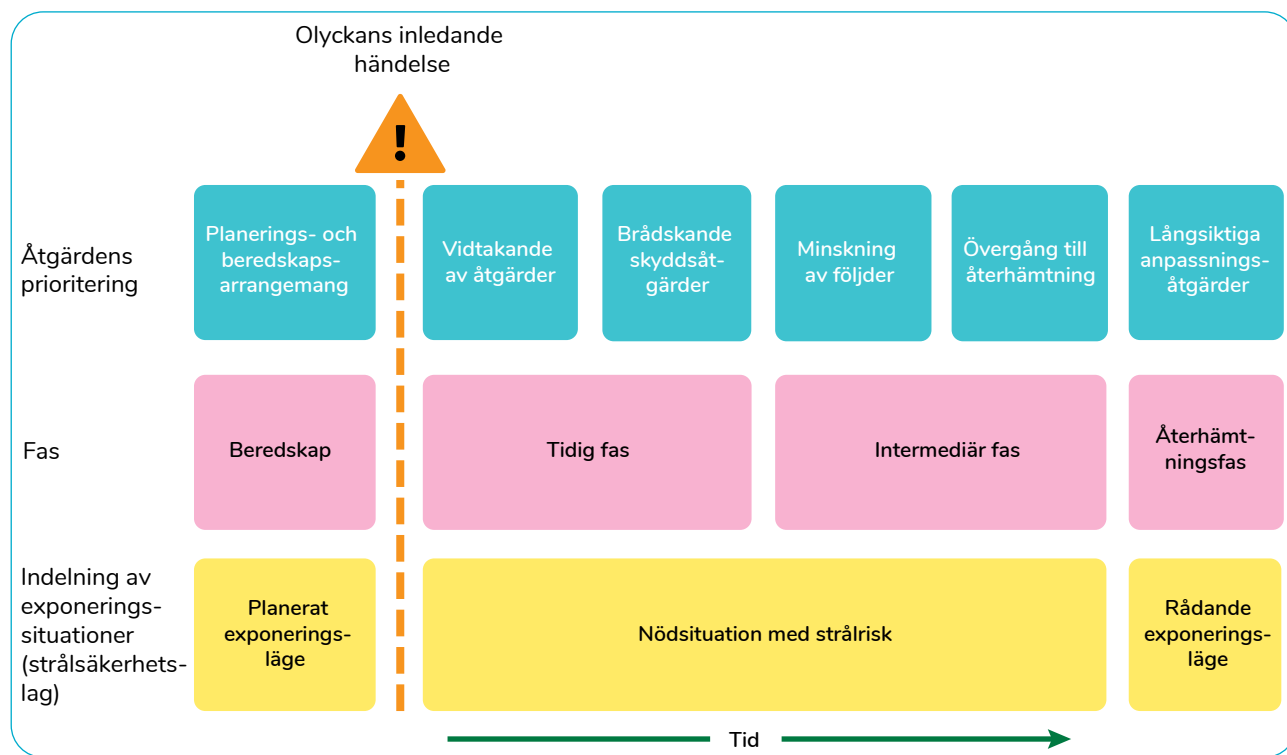 Olyckans inledande
händelse
!
Åtgärdens
prioritering
Planerings- och
beredskaps-
arrangemang
Vidtakande
av åtgärder
Brådskande
skyddsåt-
gärder
Minskning
av följder
Övergång till
återhämtning
Långsiktiga
anpassnings-
åtgärder
Fas
Beredskap
Tidig fas
Intermediär fas
Återhämt-
ningsfas
Indelning av
exponerings-
situationer
(strålsäkerhets-
lag)
Planerat
exponerings-
läge
Nödsituation med strålrisk
Rådande
exponerings-
läge
Tid